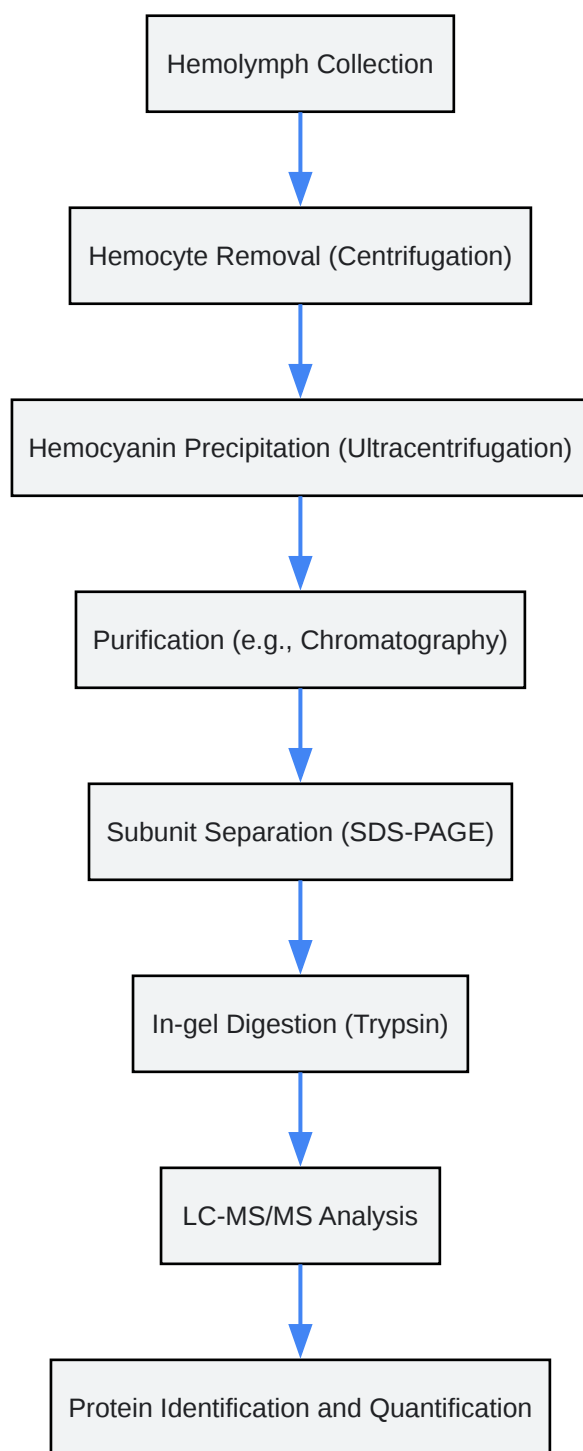 Hemolymph Collection
Hemocyte Removal (Centrifugation)
Hemocyanin Precipitation (Ultracentrifugation)
Purification (e.g., Chromatography)
Subunit Separation (SDS-PAGE)
In-gel Digestion (Trypsin)
LC-MS/MS Analysis
Protein Identification and Quantification